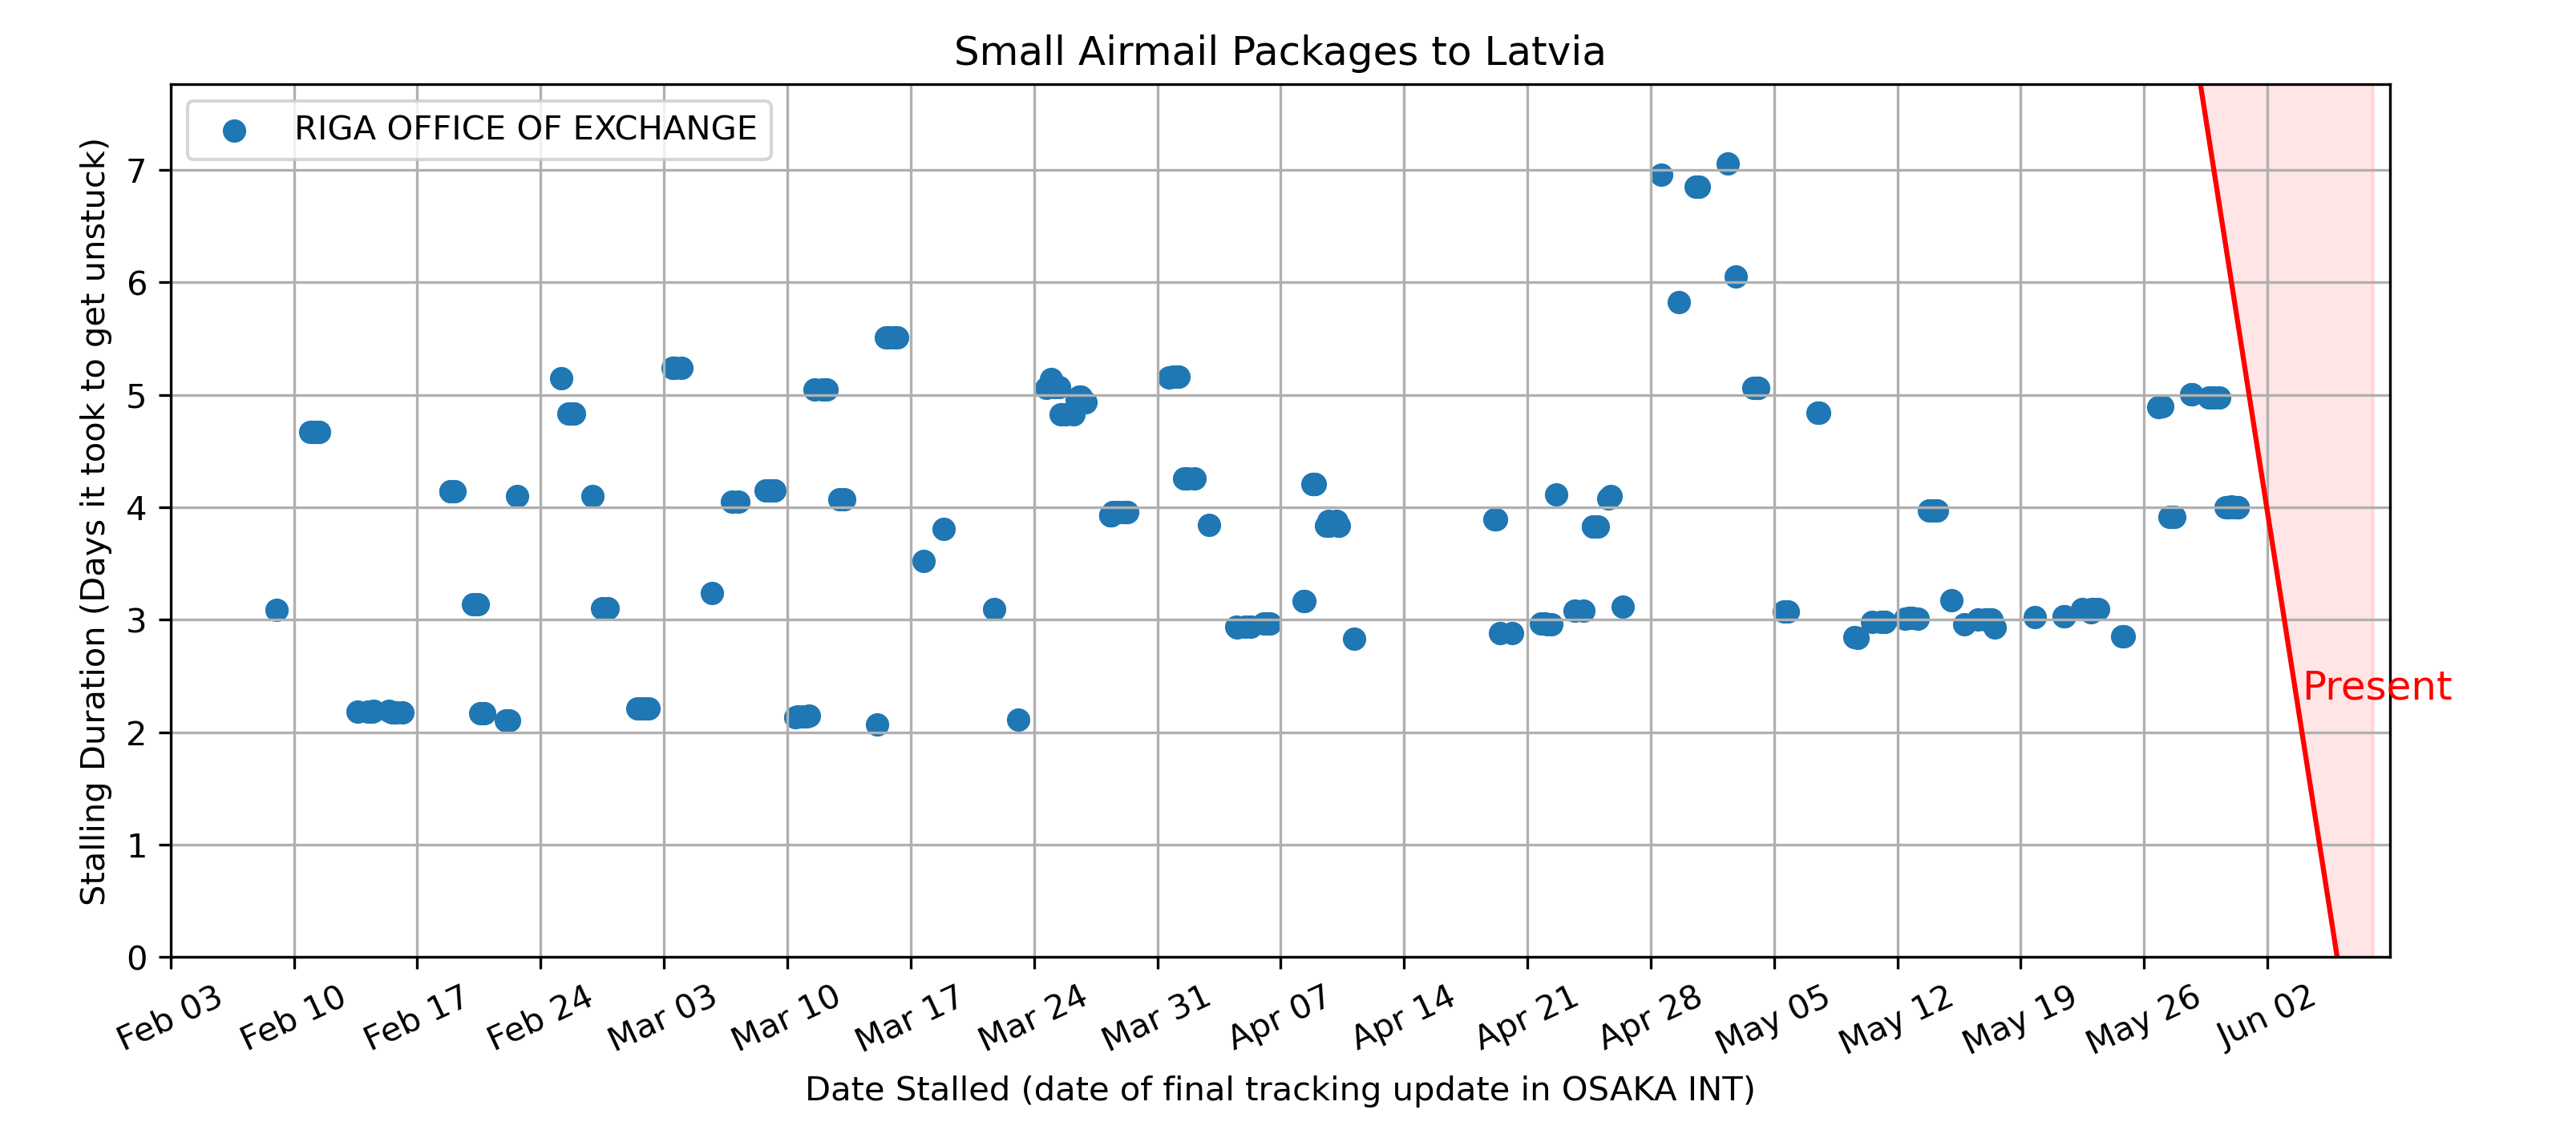 Small Airmail Packages to Latvia
RIGA OFFICE OF EXCHANGE
Stalling Duration (Days it took to get unstuck)
7
6
5
4
3
2
1
0
Present
Feb 03
Feb 10
Feb 17
Feb 24
Mar 03
Mar 10
Mar 17
Mar 24
Mar 31
Apr 07
Apr 14
Apr 21
Apr 28
May 05
May 12
May 19
May 26
Jun 02
Date Stalled (date of final tracking update in OSAKA INT)